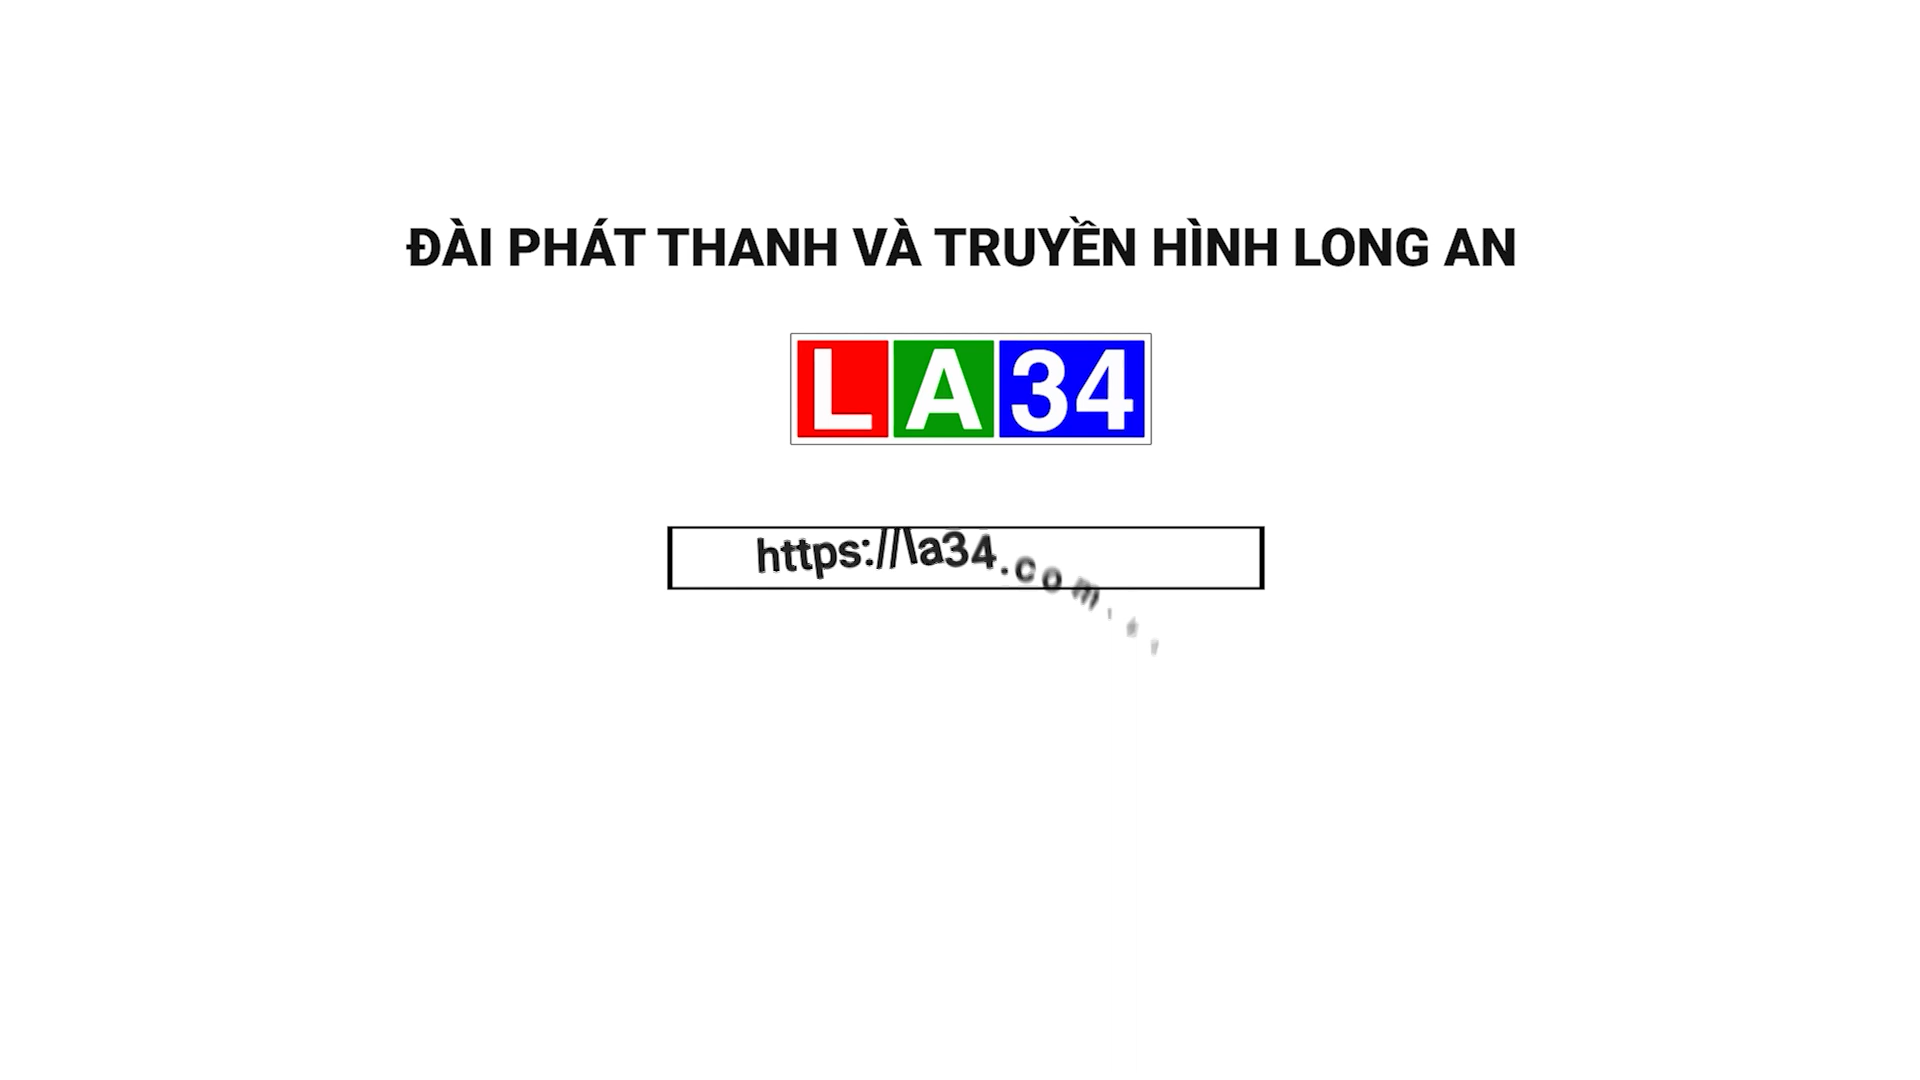 ĐÀI PHÁT THANH VÀ TRUYỀN HÌNH LONG AN
LA34
https://la34.com